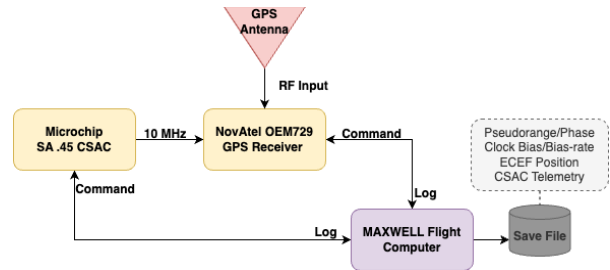 GPS
Antenna
RF Input
Microchip
SA .45 CSAC
10 MHz
NovAtel OEM729
GPS Receiver
Command
Pseudorange/Phase
Clock Bias/Bias-rate
ECEF Position
CSAC Telemetry
Command
Log
Log
MAXWELL Flight
Computer
Save File